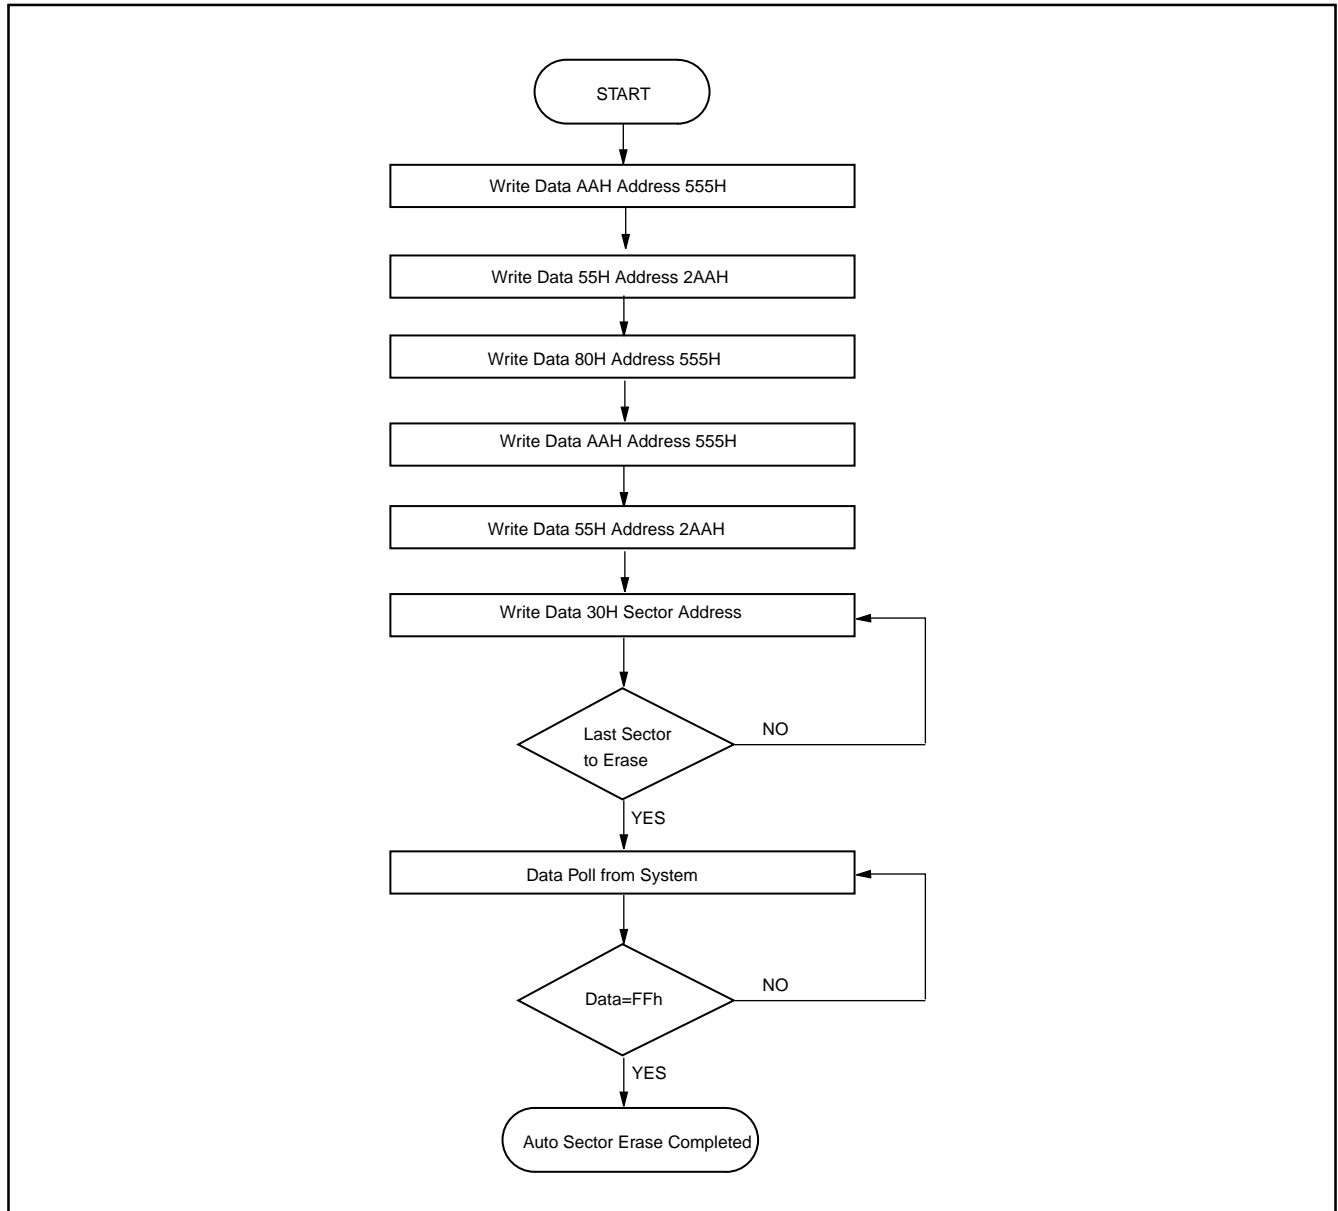 START
Write Data AAH Address 555H
Write Data 55H Address 2AAH
Write Data 80H Address 555H
Write Data AAH Address 555H
Write Data 55H Address 2AAH
Write Data 30H Sector Address
Last Sector
to Erase
NO
YES
Data Poll from System
Data=FFh
NO
YES
Auto Sector Erase Completed